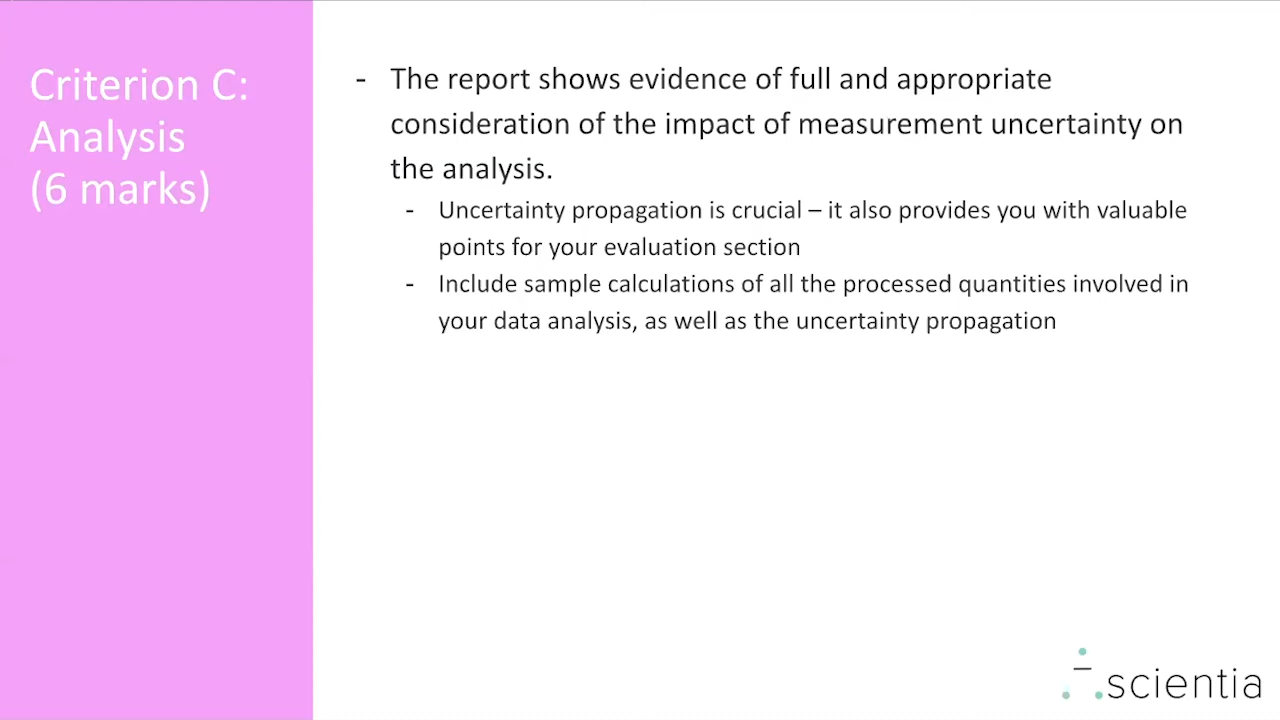 Criterion C:
Analysis
(6 marks)
- The report shows evidence of full and appropriate
consideration of the impact of measurement uncertainty on
the analysis.
- Uncertainty propagation is crucial – it also provides you with valuable
points for your evaluation section
- Include sample calculations of all the processed quantities involved in
your data analysis, as well as the uncertainty propagation
scientia